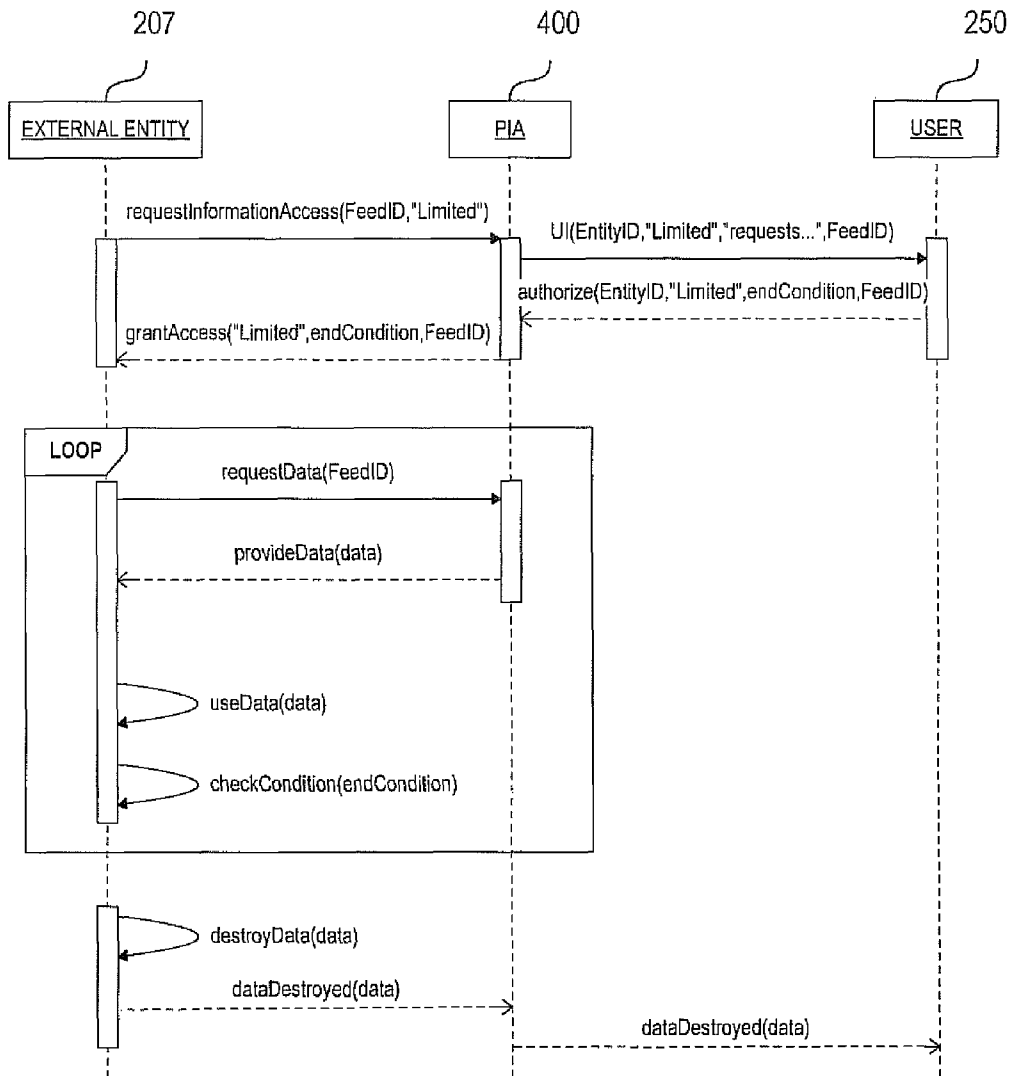 207
400
250
EXTERNAL ENTITY
PIA
USER
requestInformationAccess(FeedID,"Limited")
UI(EntityID,"Limited","requests...",FeedID)
authorize(EntityID,"Limited",endCondition,FeedID)
grantAccess("Limited",endCondition,FeedID)
LOOP
requestData(FeedID)
provideData(data)
useData(data)
checkCondition(endCondition)
destroyData(data)
dataDestroyed(data)
dataDestroyed(data)